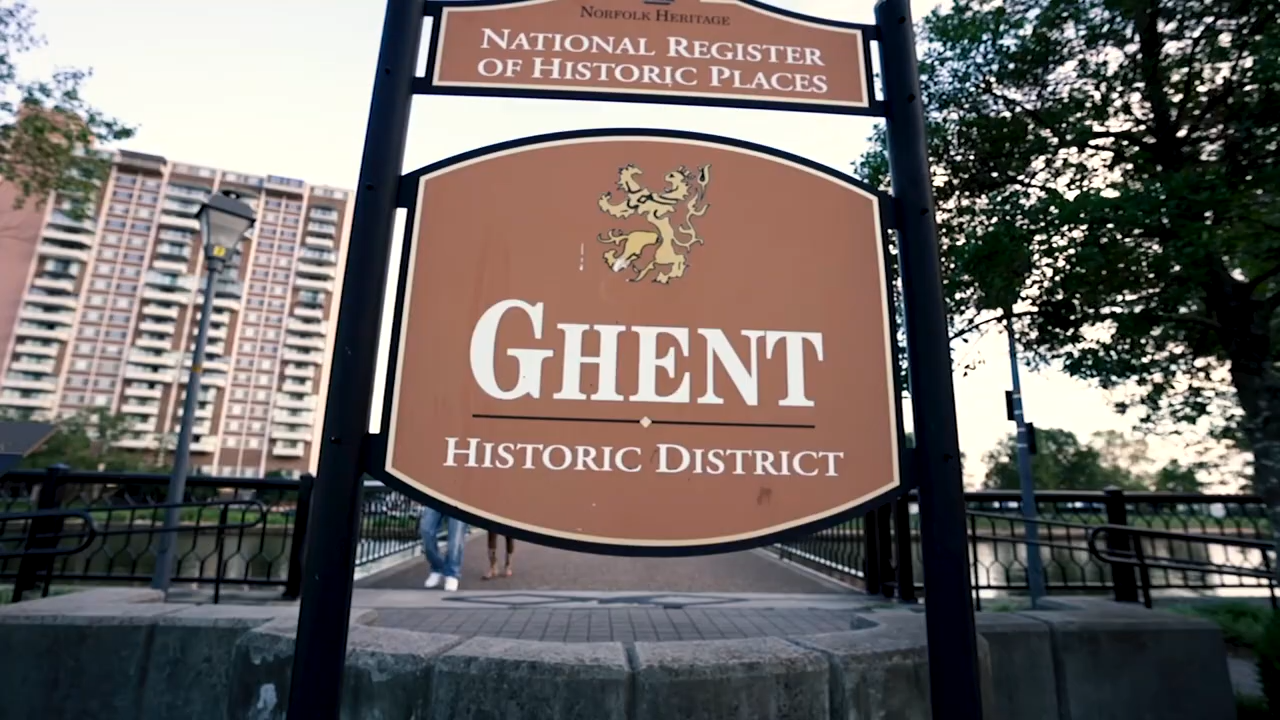 Norfolk Heritage
National Register
of Historic Places
Ghent
Historic District